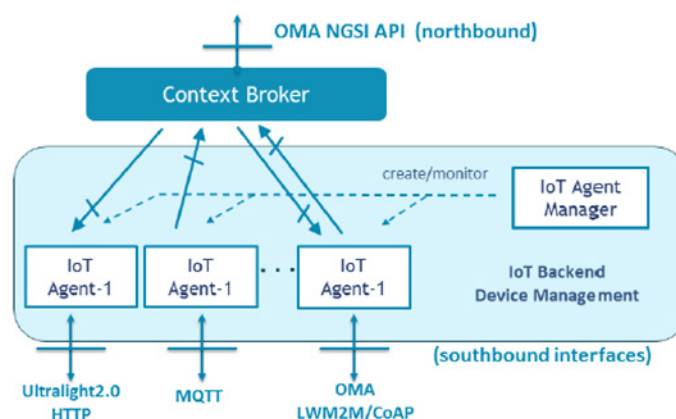 OMA NGSI API (northbound)
Context Broker
create/monitor
IoT Agent
Manager
IoT
Agent-1
IoT
Agent-1
. . .
IoT
Agent-1
IoT Backend
Device Management
(southbound interfaces)
Ultralight2.0
HTTP
MQTT
OMA
LWM2M/CoAP